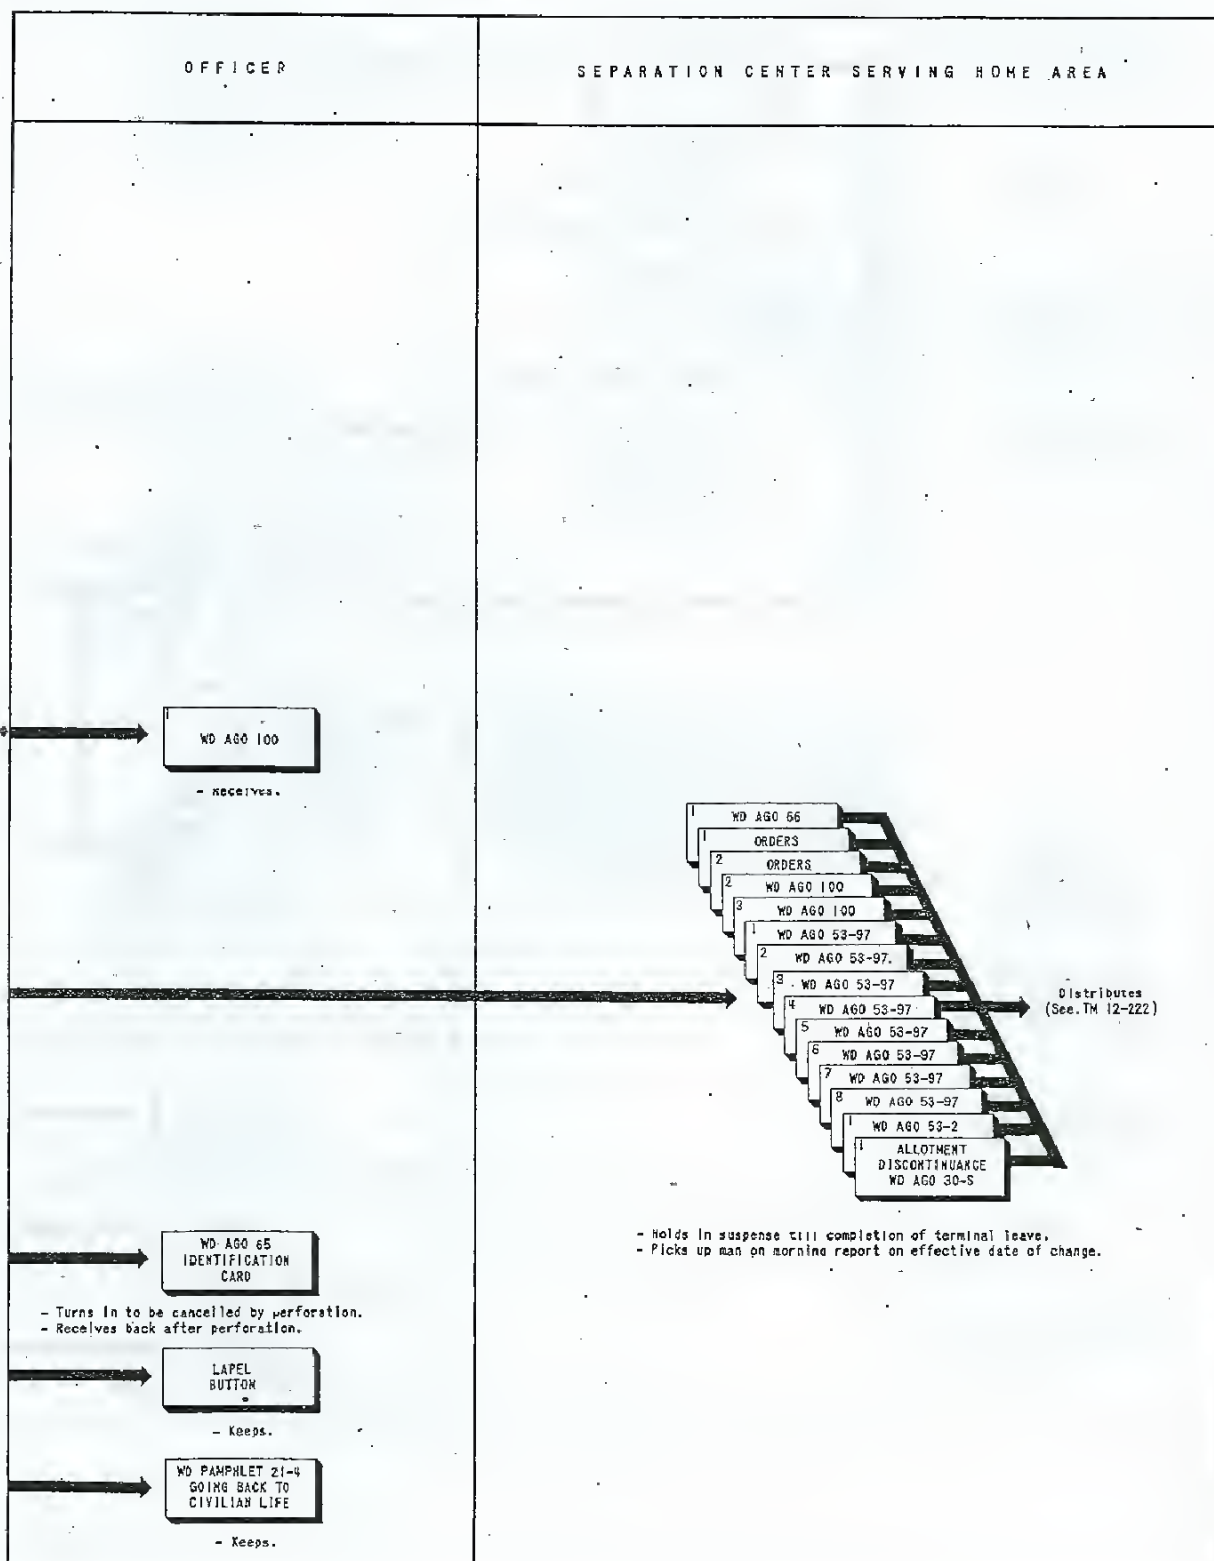 OFFICER
SEPARATION CENTER SERVING HOME AREA
1
WD AGO 100
- Receives.
1 WD AGO 66
1 ORDERS
2 ORDERS
2 WD AGO 100
3 WD AGO 100
1 WD AGO 53-97
2 WD AGO 53-97.
3 WD AGO 53-97
4 WD AGO 53-97
5 WD AGO 53-97
6 WD AGO 53-97
7 WD AGO 53-97
8 WD AGO 53-97
1 WD AGO 53-2
1 ALLOTMENT
DISCONTINUANCE
WD AGO 30-S
Distributes
(See TM 12-222)
- Holds in suspense till completion of terminal leave.
- Picks up man on morning report on effective date of change.
WD AGO 65
IDENTIFICATION
CARD
- Turns in to be cancelled by perforation.
- Receives back after perforation.
LAPEL
BUTTON
- Keeps.
WD PAMPHLET 21-4
GOING BACK TO
CIVILIAN LIFE
- Keeps.